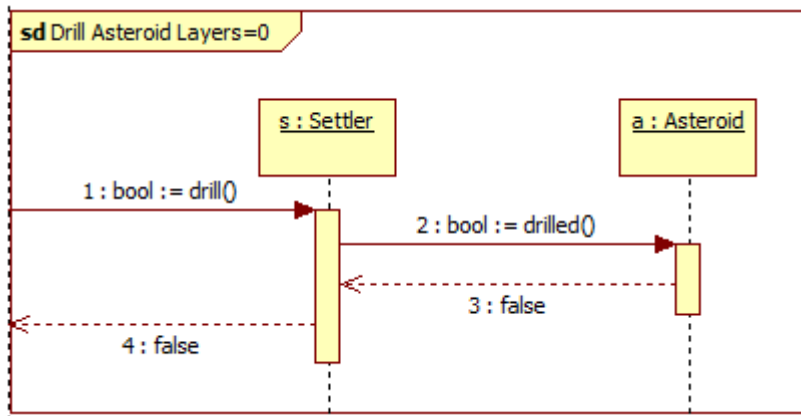 sd Drill Asteroid Layers=0
s : Settler
a : Asteroid
1 : bool := drill()
2 : bool := drilled()
3 : false
4 : false